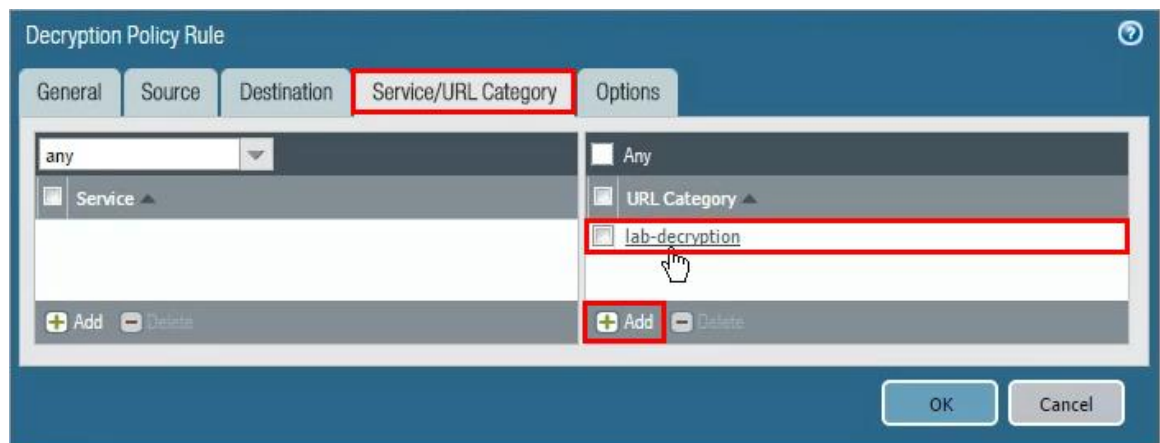 Decryption Policy Rule
General Source Destination Service/URL Category Options
any
Any
Service
URL Category
lab-decryption
Add Delete
Add Delete
OK Cancel